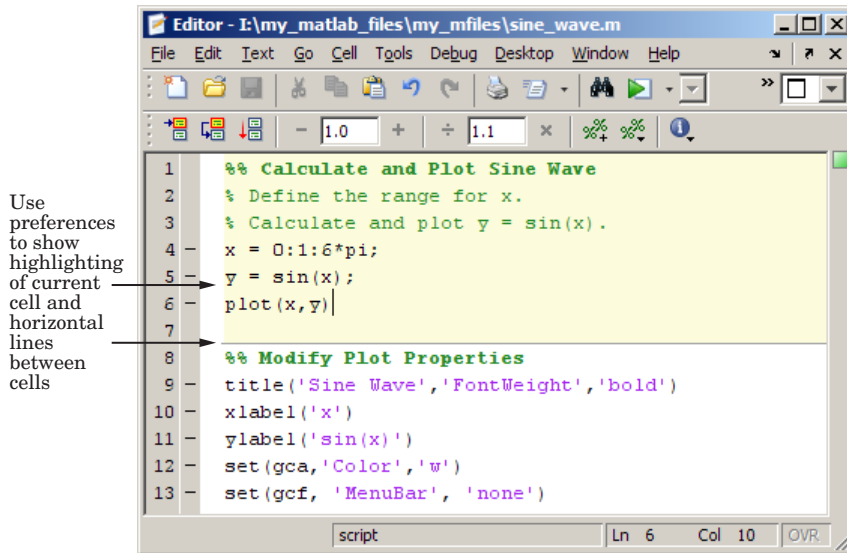 Editor - I:\my_matlab_files\my_mfiles\sine_wave.m
File Edit Text Go Cell Tools Debug Desktop Window Help
»
− 1.0 + ÷ 1.1 ×
1 %% Calculate and Plot Sine Wave
2 % Define the range for x.
3 % Calculate and plot y = sin(x).
4 − x = 0:1:6*pi;
5 − y = sin(x);
6 − plot(x,y)
7
8 %% Modify Plot Properties
9 − title('Sine Wave','FontWeight','bold')
10 − xlabel('x')
11 − ylabel('sin(x)')
12 − set(gca,'Color','w')
13 − set(gcf, 'MenuBar', 'none')
script Ln 6 Col 10 OVR
Use
preferences
to show
highlighting
of current
cell and
horizontal
lines
between
cells